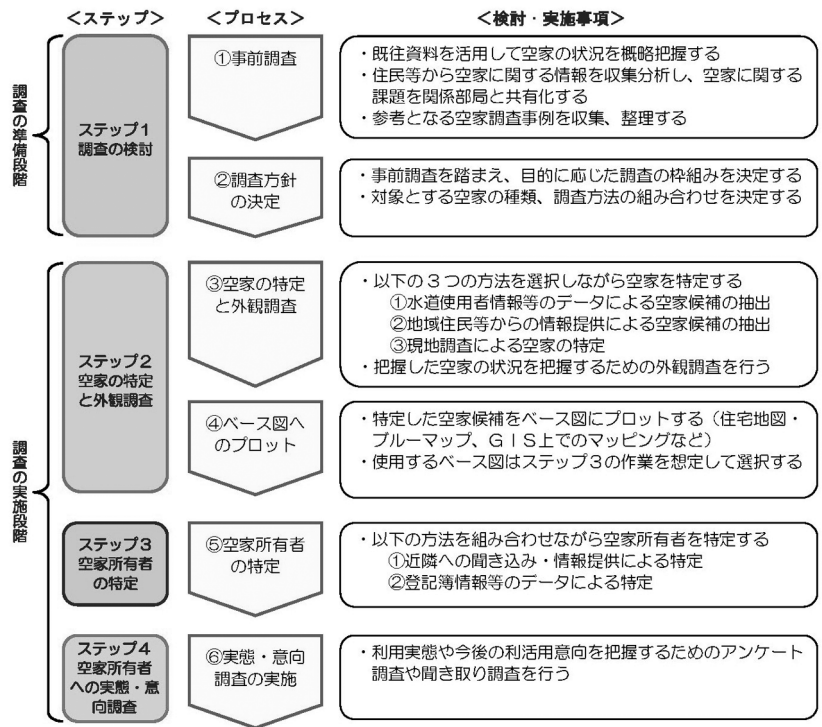 ＜ステップ＞
＜プロセス＞
＜検討・実施事項＞
調査の準備段階
ステップ1
調査の検討
①事前調査
・既往資料を活用して空家の状況を概略把握する
・住民等から空家に関する情報を収集分析し、空家に関する
課題を関係部局と共有化する
・参考となる空家調査事例を収集、整理する
②調査方針
の決定
・事前調査を踏まえ、目的に応じた調査の枠組みを決定する
・対象とする空家の種類、調査方法の組み合わせを決定する
調査の実施段階
ステップ2
空家の特定
と外観調査
③空家の特定
と外観調査
・以下の3つの方法を選択しながら空家を特定する
①水道使用者情報等のデータによる空家候補の抽出
②地域住民等からの情報提供による空家候補の抽出
③現地調査による空家の特定
・把握した空家の状況を把握するための外観調査を行う
④ベース図へ
のプロット
・特定した空家候補をベース図にプロットする（住宅地図・
ブルーマップ、ＧＩＳ上でのマッピングなど）
・使用するベース図はステップ3の作業を想定して選択する
ステップ3
空家所有者
の特定
⑤空家所有者
の特定
・以下の方法を組み合わせながら空家所有者を特定する
①近隣への聞き込み・情報提供による特定
②登記簿情報等のデータによる特定
ステップ4
空家所有者
への実態・意
向調査
⑥実態・意向
調査の実施
・利用実態や今後の利活用意向を把握するためのアンケート
調査や聞き取り調査を行う